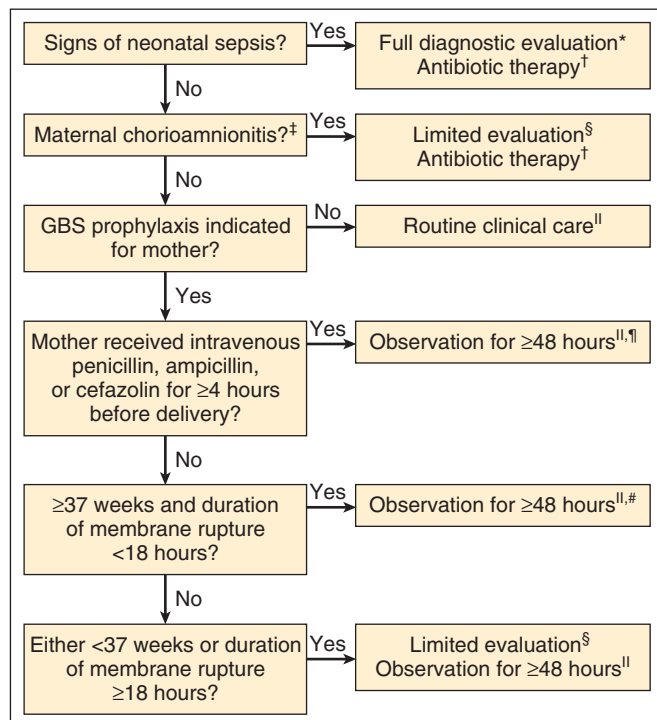 Signs of neonatal sepsis?
Yes
Full diagnostic evaluation*
Antibiotic therapy†
No
Maternal chorioamnionitis?‡
Yes
Limited evaluation§
Antibiotic therapy†
No
GBS prophylaxis indicated
for mother?
No
Routine clinical care||
Yes
Mother received intravenous
penicillin, ampicillin,
or cefazolin for ≥4 hours
before delivery?
Yes
Observation for ≥48 hours||,¶
No
≥37 weeks and duration
of membrane rupture
<18 hours?
Yes
Observation for ≥48 hours||,#
No
Either <37 weeks or duration
of membrane rupture
≥18 hours?
Yes
Limited evaluation§
Observation for ≥48 hours||